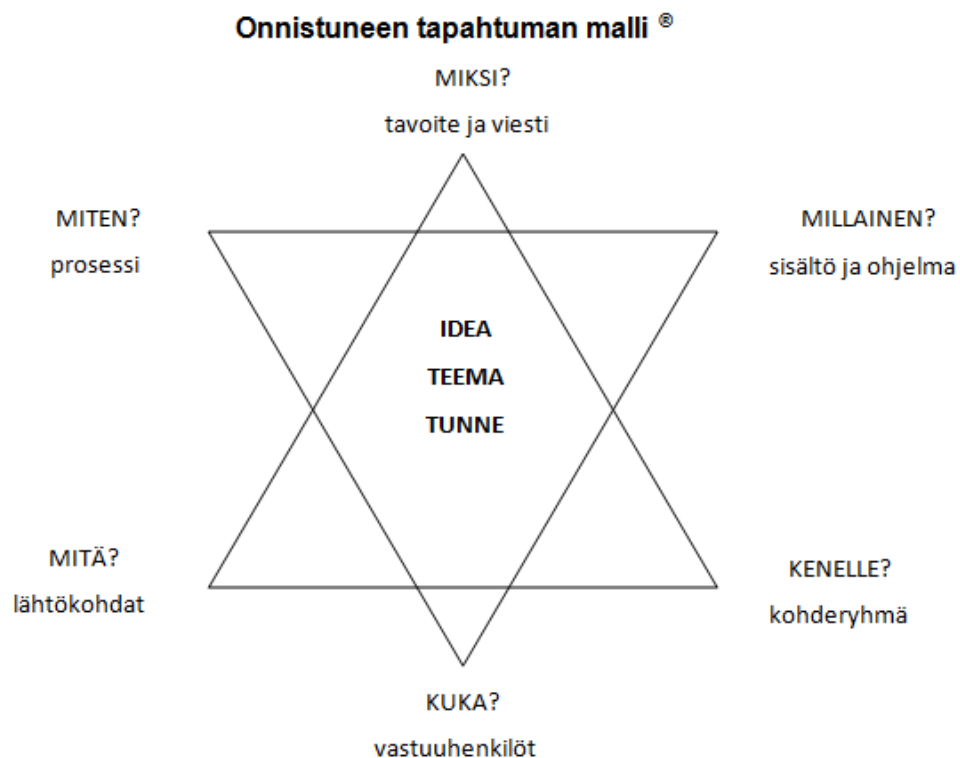 Onnistuneen tapahtuman malli ®
MIKSI?
tavoite ja viesti
MITEN?
prosessi
MILLAINEN?
sisältö ja ohjelma
IDEA
TEEMA
TUNNE
MITÄ?
lähtökohdat
KENELLE?
kohderyhmä
KUKA?
vastuuhenkilöt